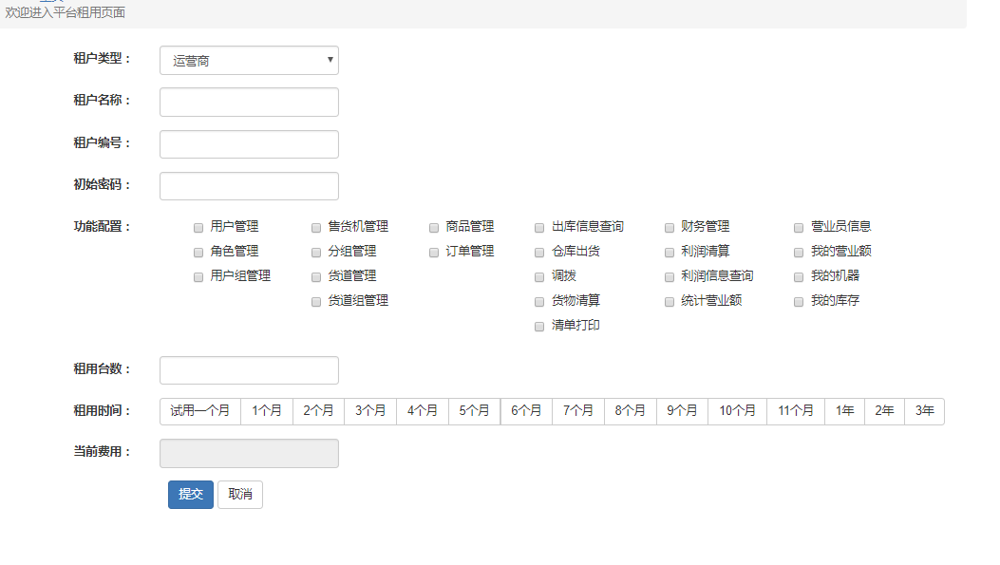 欢迎进入平台租用页面
租户类型：
运营商
租户名称：
租户编号：
初始密码：
功能配置： 用户管理 售货机管理 商品管理 出库信息查询 财务管理 营业员信息
角色管理 分组管理 订单管理 仓库出货 利润清算 我的营业额
用户组管理 货道管理 调拨 利润信息查询 我的机器
货道组管理 货物清算 统计营业额 我的库存
清单打印
租用台数：
租用时间： 试用一个月 1个月 2个月 3个月 4个月 5个月 6个月 7个月 8个月 9个月 10个月 11个月 1年 2年 3年
当前费用：
提交 取消